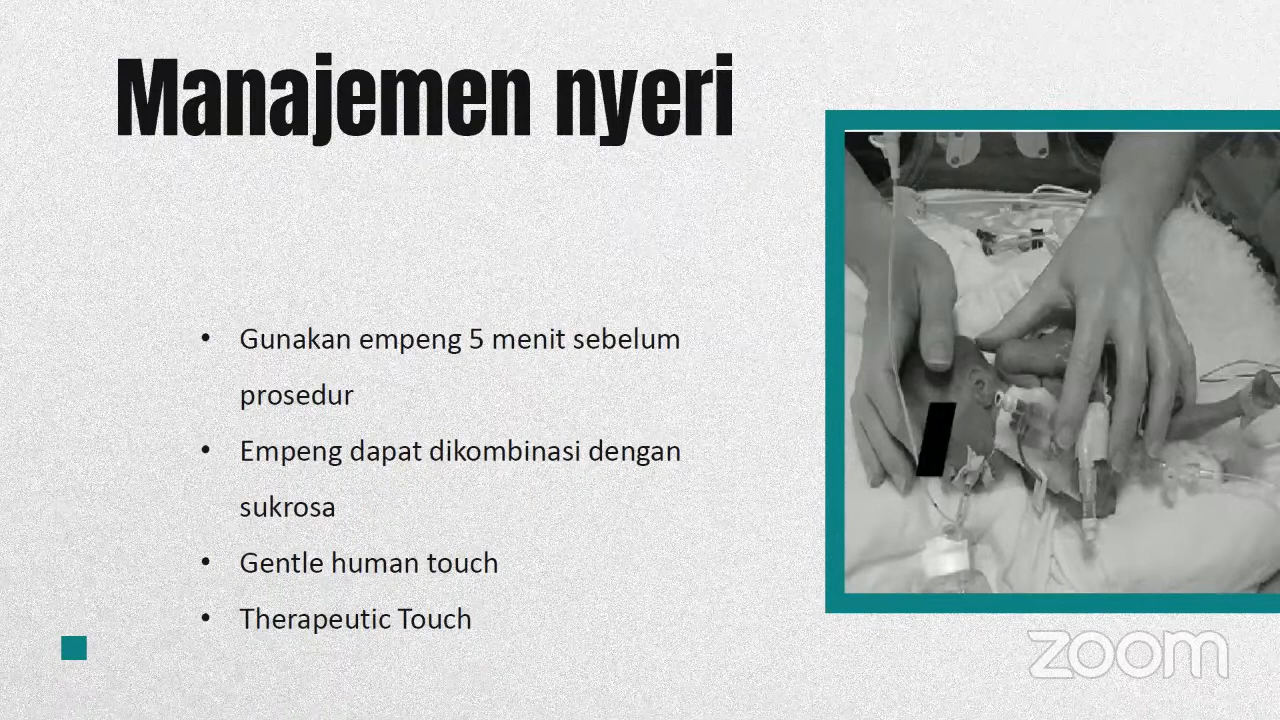 Manajemen nyeri
• Gunakan empeng 5 menit sebelum
prosedur
• Empeng dapat dikombinasi dengan
sukrosa
• Gentle human touch
• Therapeutic Touch
zoom